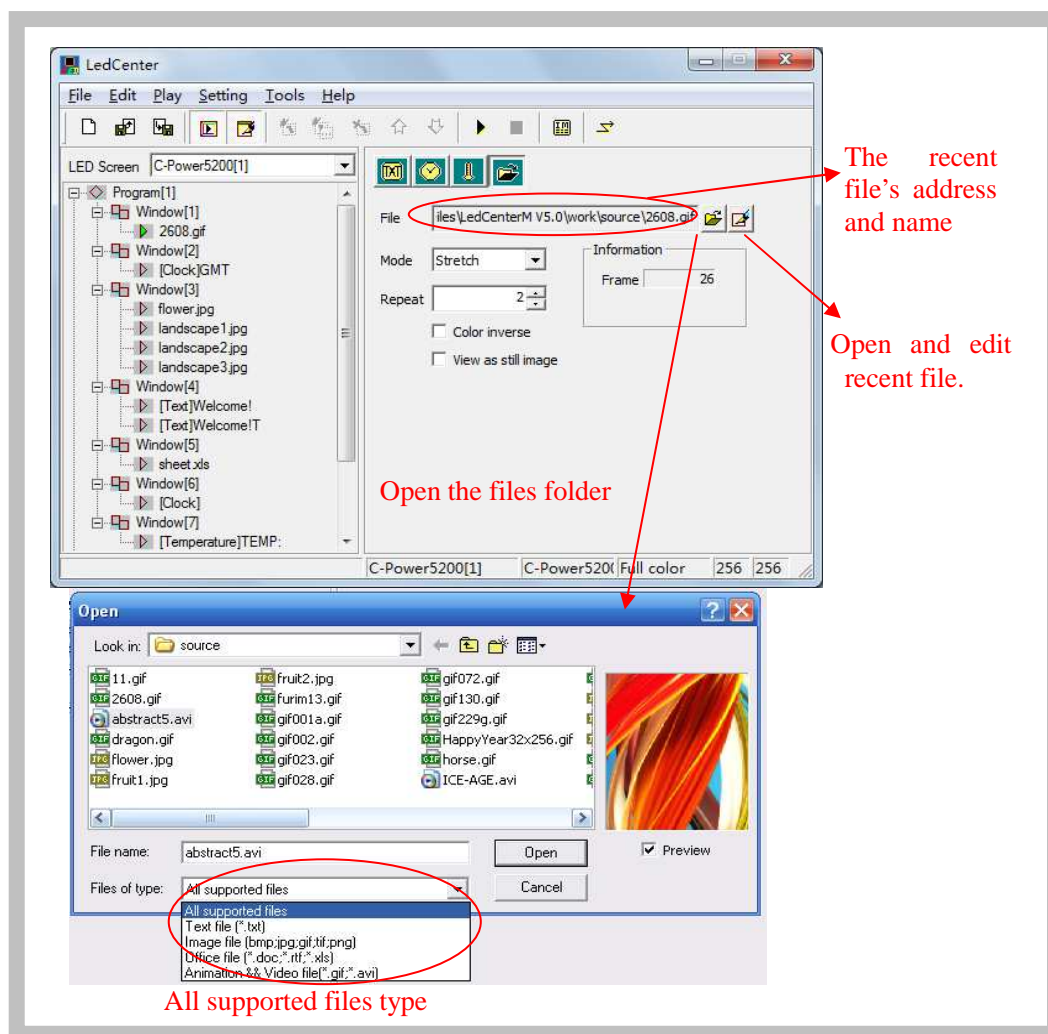 LedCenter
File Edit Play Setting Tools Help
LED Screen C-Power5200[1]
TXT
Program[1]
Window[1]
2608.gif
Window[2]
[Clock]GMT
Window[3]
flower.jpg
landscape1.jpg
landscape2.jpg
landscape3.jpg
Window[4]
[Text]Welcome!
[Text]Welcome!T
Window[5]
sheet.xls
Window[6]
[Clock]
Window[7]
[Temperature]TEMP:
File iles\LedCenterM V5.0\work\source\2608.gif
Mode Stretch
Information
Frame 26
Repeat 2
Color inverse
View as still image
The recent
file's address
and name
Open and edit
recent file.
Open the files folder
C-Power5200[1] C-Power520( Full color 256 256
Open
Look in: source
11.gif
2608.gif
abstract5.avi
dragon.gif
flower.jpg
fruit1.jpg
fruit2.jpg
furim13.gif
gif001a.gif
gif002.gif
gif023.gif
gif028.gif
gif072.gif
gif130.gif
gif229g.gif
HappyYear32x256.gif
horse.gif
ICE-AGE.avi
File name: abstract5.avi Open Preview
Files of type: All supported files Cancel
All supported files
Text file (*.txt)
Image file (bmp;jpg;gif;tif;png)
Office file (*.doc;*.rtf;*.xls)
Animation && Video file(*.gif;*.avi)
All supported files type